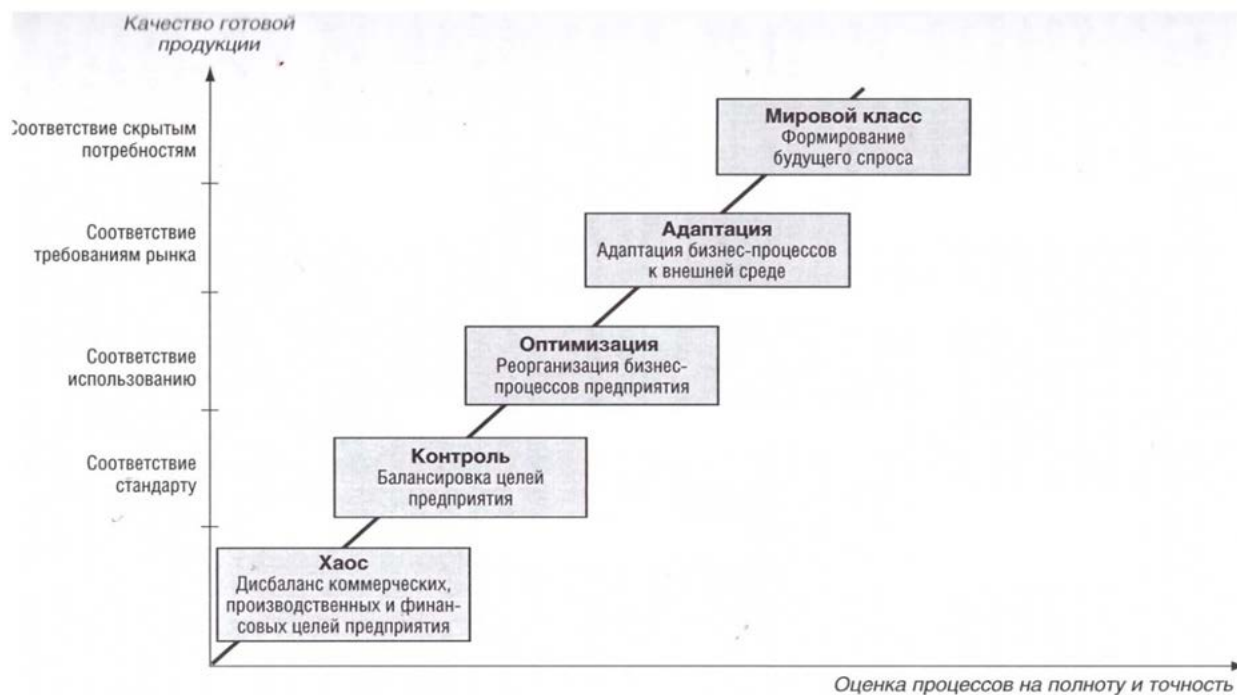 Качество готовой
продукции
Соответствие скрытым
потребностям
Мировой класс
Формирование
будущего спроса
Соответствие
требованиям рынка
Адаптация
Адаптация бизнес-процессов
к внешней среде
Соответствие
использованию
Оптимизация
Реорганизация бизнес-
процессов предприятия
Соответствие
стандарту
Контроль
Балансировка целей
предприятия
Хаос
Дисбаланс коммерческих,
производственных и финан-
совых целей предприятия
Оценка процессов на полноту и точность